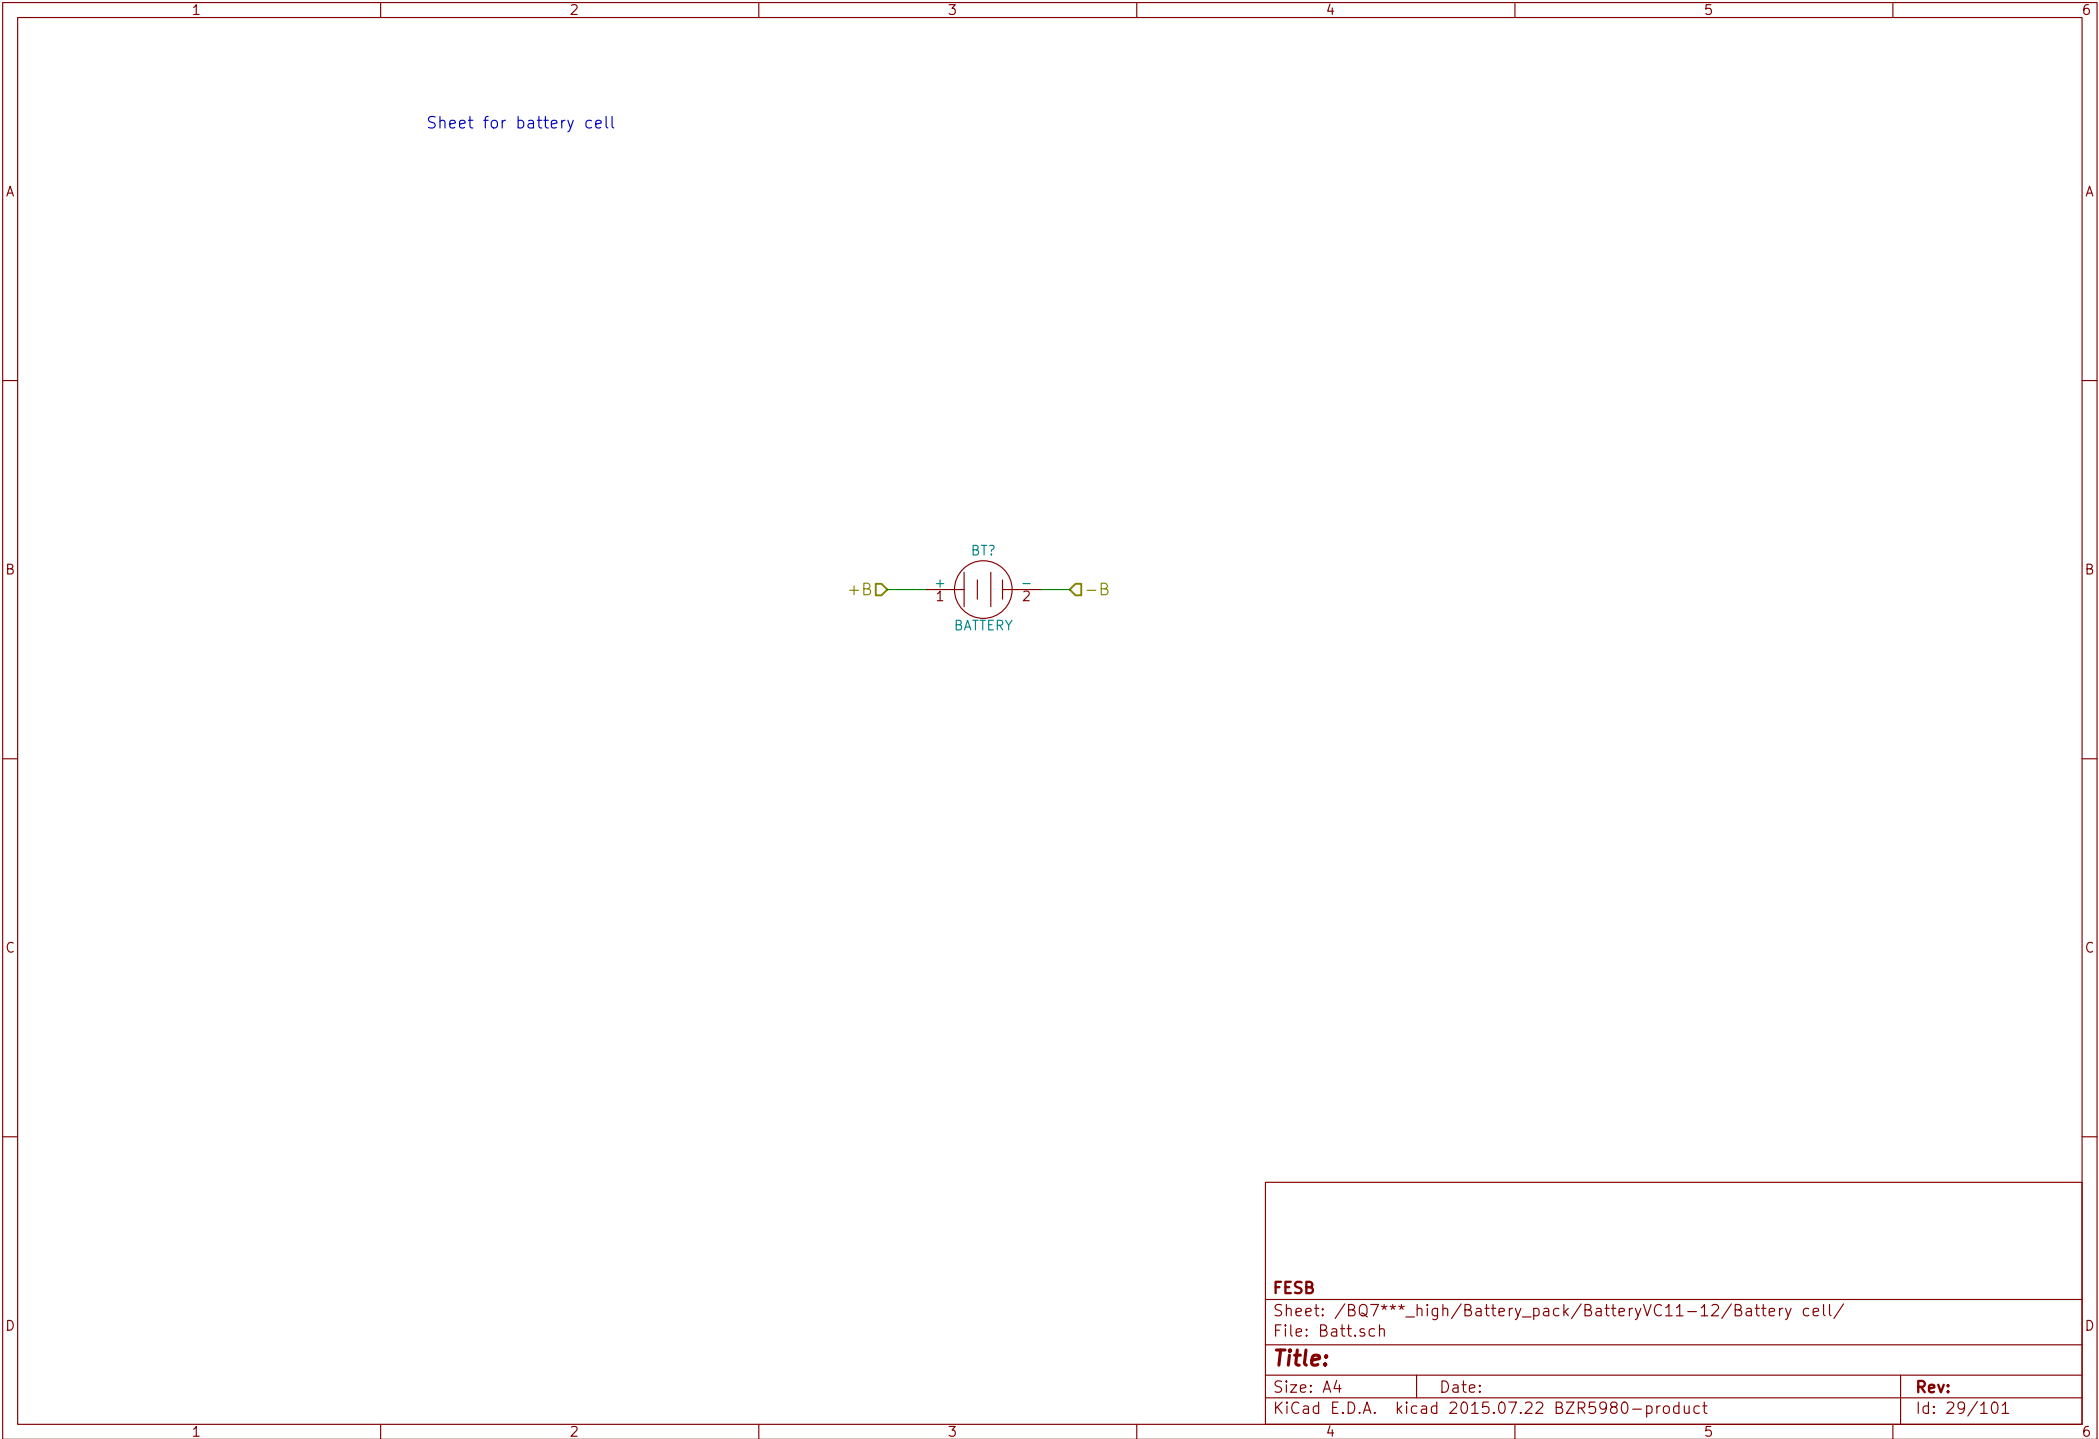 1 2 3 4 5 6
Sheet for battery cell
A A
BT?
B B
+B + 1 - 2 -B
BATTERY
C C
FESB
Sheet: /BQ7***_high/Battery_pack/BatteryVC11-12/Battery cell/
D D
File: Batt.sch
Title:
Size: A4 Date: Rev:
KiCad E.D.A. kicad 2015.07.22 BZR5980-product Id: 29/101
1 2 3 4 5 6